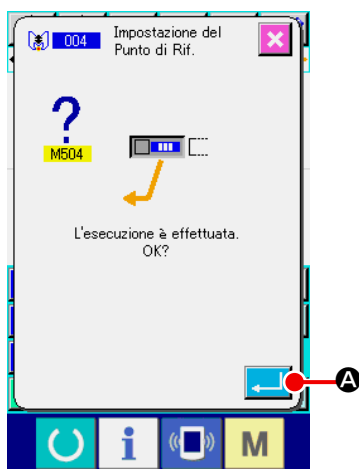 004
Impostazione del
Punto di Rif.
M504
L'esecuzione è effettuata.
OK?
A
i
M